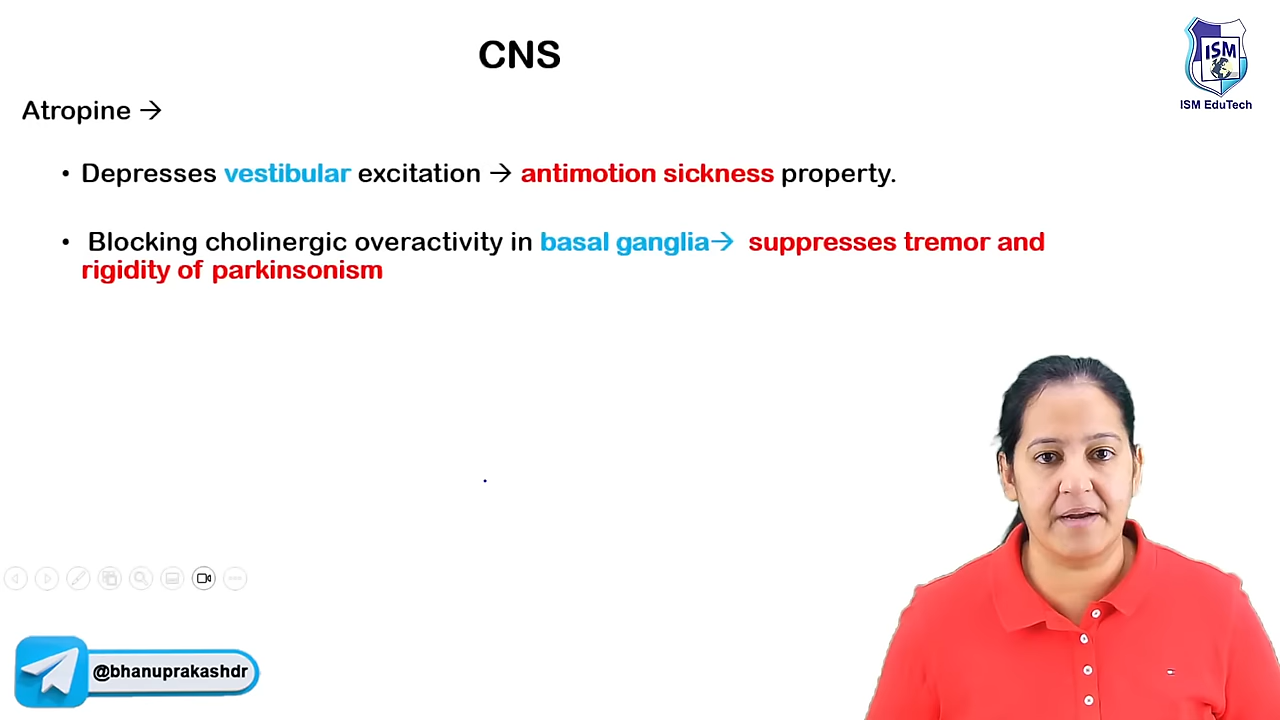 CNS
ISM
ISM EduTech
Atropine →
• Depresses vestibular excitation → antimotion sickness property.
• Blocking cholinergic overactivity in basal ganglia→ suppresses tremor and
rigidity of parkinsonism
@bhanuprakashdr